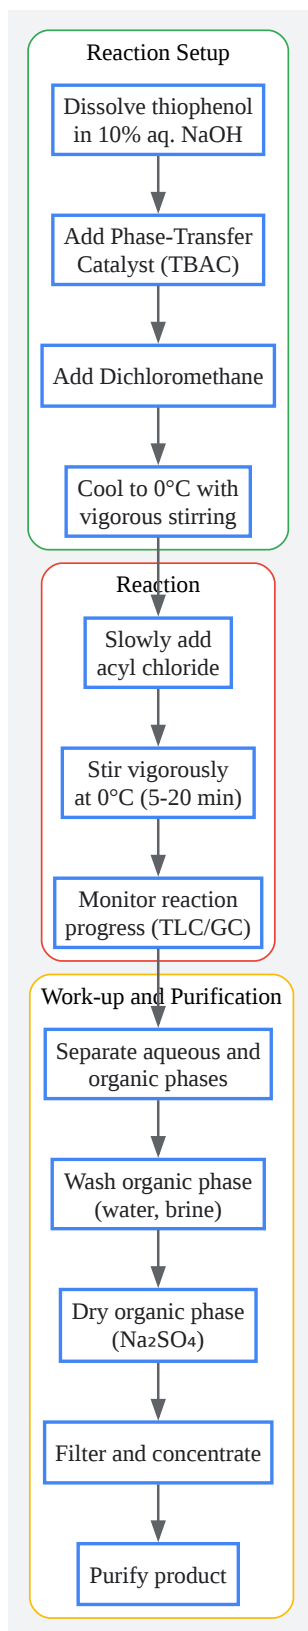 Reaction Setup
Dissolve thiophenol
in 10% aq. NaOH
Add Phase-Transfer
Catalyst (TBAC)
Add Dichloromethane
Cool to 0°C with
vigorous stirring
Reaction
Slowly add
acyl chloride
Stir vigorously
at 0°C (5-20 min)
Monitor reaction
progress (TLC/GC)
Work-up and Purification
Separate aqueous and
organic phases
Wash organic phase
(water, brine)
Dry organic phase
(Na₂SO₄)
Filter and concentrate
Purify product